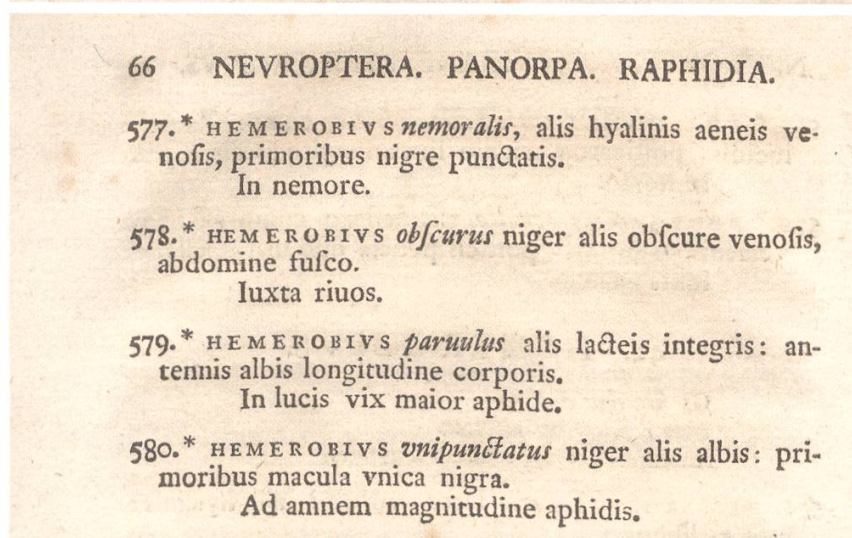 66 NEVROPTERA. PANORPA. RAPHIDIA.
577.* HEMEROBIVS nemoralis, alis hyalinis aeneis ve-
noſis, primoribus nigre punctatis.
In nemore.
578.* HEMEROBIVS obſcurus niger alis obſcure venoſis,
abdomine fuſco.
Iuxta riuos.
579.* HEMEROBIVS paruulus alis lacteis integris: an-
tennis albis longitudine corporis.
In lucis vix maior aphide.
580.* HEMEROBIVS vnipunctatus niger alis albis: pri-
moribus macula vnica nigra.
Ad amnem magnitudine aphidis.